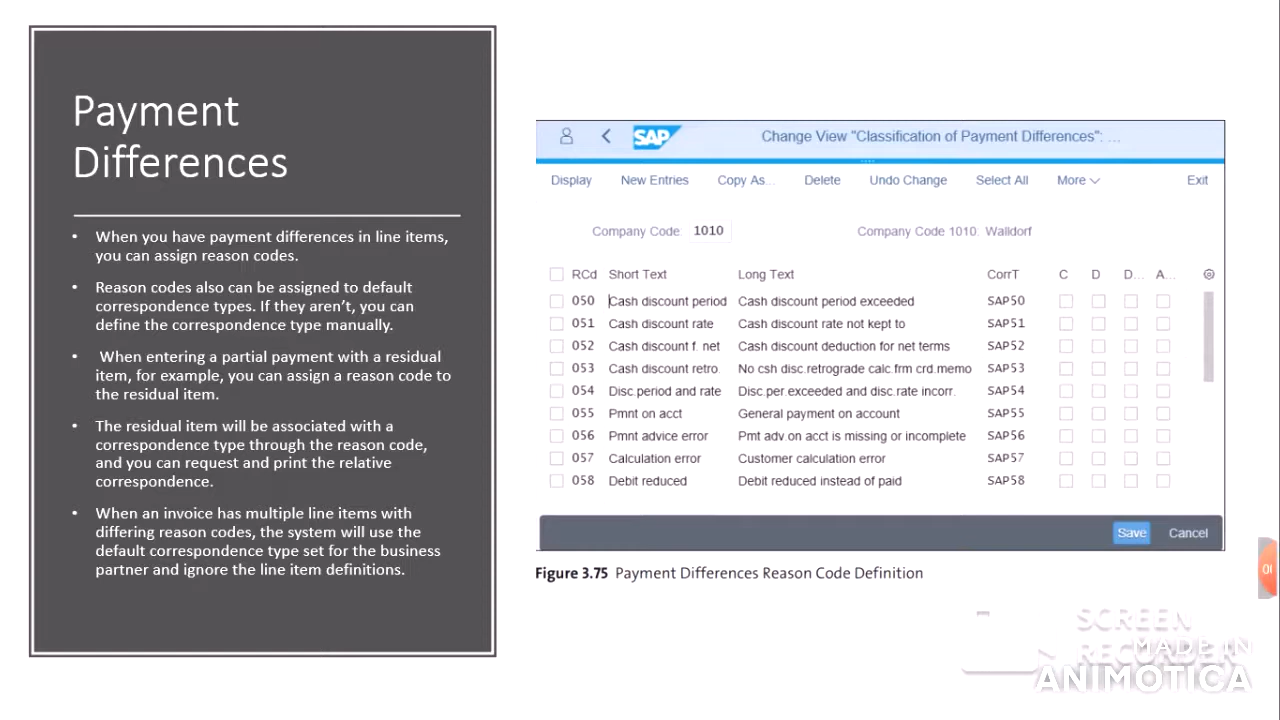 Payment
Differences
• When you have payment differences in line items,
you can assign reason codes.
• Reason codes also can be assigned to default
correspondence types. If they aren't, you can
define the correspondence type manually.
• When entering a partial payment with a residual
item, for example, you can assign a reason code to
the residual item.
• The residual item will be associated with a
correspondence type through the reason code,
and you can request and print the relative
correspondence.
• When an invoice has multiple line items with
differing reason codes, the system will use the
default correspondence type set for the business
partner and ignore the line item definitions.
SAP Change View "Classification of Payment Differences": ...
Display New Entries Copy As... Delete Undo Change Select All More Exit
Company Code: 1010 Company Code 1010. Walldorf
RCd Short Text Long Text CorrT C D D... A...
050 Cash discount period Cash discount period exceeded SAP50
051 Cash discount rate Cash discount rate not kept to SAP51
052 Cash discount f. net Cash discount deduction for net terms SAP52
053 Cash discount retro. No csh disc.retrograde calc.frm crd.memo SAP53
054 Disc.period and rate Disc.per.exceeded and disc.rate incorr. SAP54
055 Pmnt on acct General payment on account SAP55
056 Pmnt advice error Pmt adv.on acct is missing or incomplete SAP56
057 Calculation error Customer calculation error SAP57
058 Debit reduced Debit reduced instead of paid SAP58
Save Cancel
Figure 3.75 Payment Differences Reason Code Definition
SCREEN
RECORDER
MADE IN
ANIMOTICA